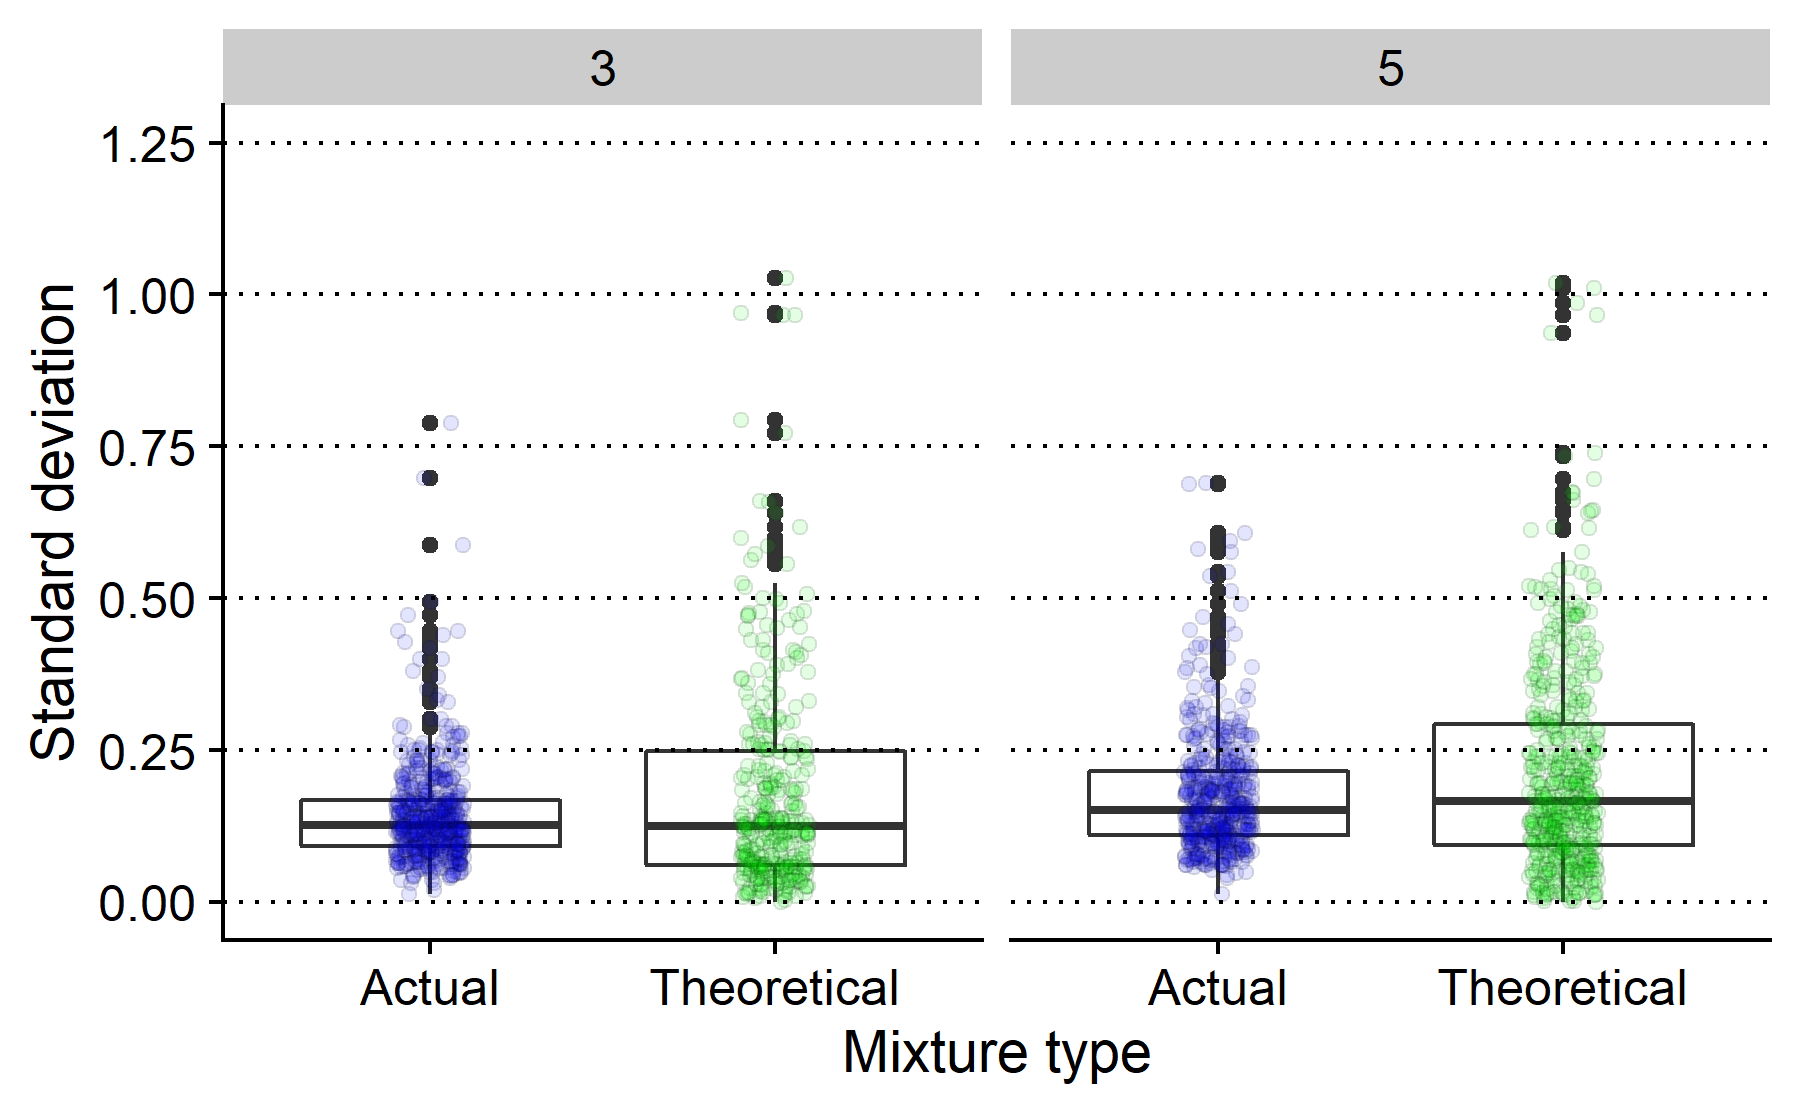 3 5
1.25
1.00
0.75
0.50
0.25
0.00
Standard deviation
Actual Theoretical Actual Theoretical
Mixture type